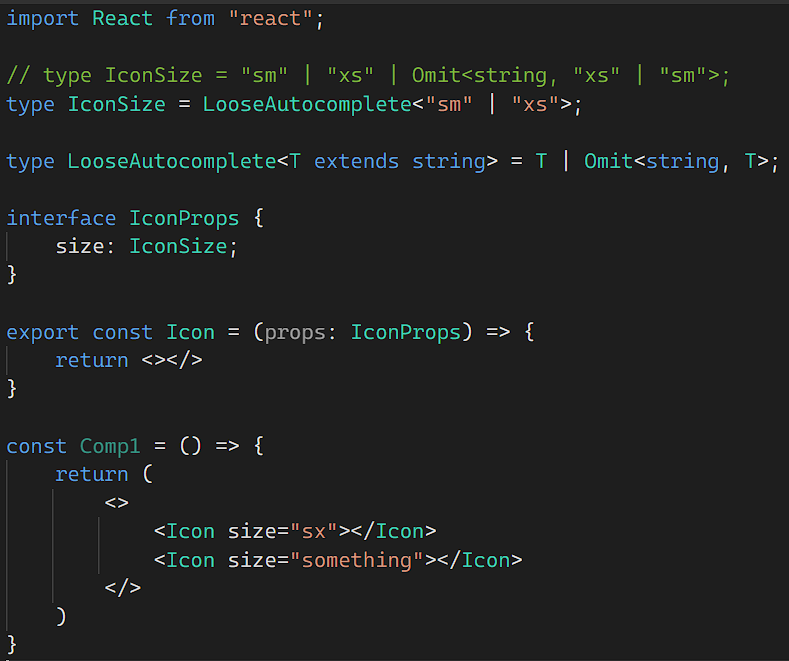 import React from "react";
// type IconSize = "sm" | "xs" | Omit<string, "xs" | "sm">;
type IconSize = LooseAutocomplete<"sm" | "xs">;
type LooseAutocomplete<T extends string> = T | Omit<string, T>;
interface IconProps {
    size: IconSize;
}
export const Icon = (props: IconProps) => {
    return <></>
}
const Comp1 = () => {
    return (
        <>
            <Icon size="sx"></Icon>
            <Icon size="something"></Icon>
        </>
    )
}